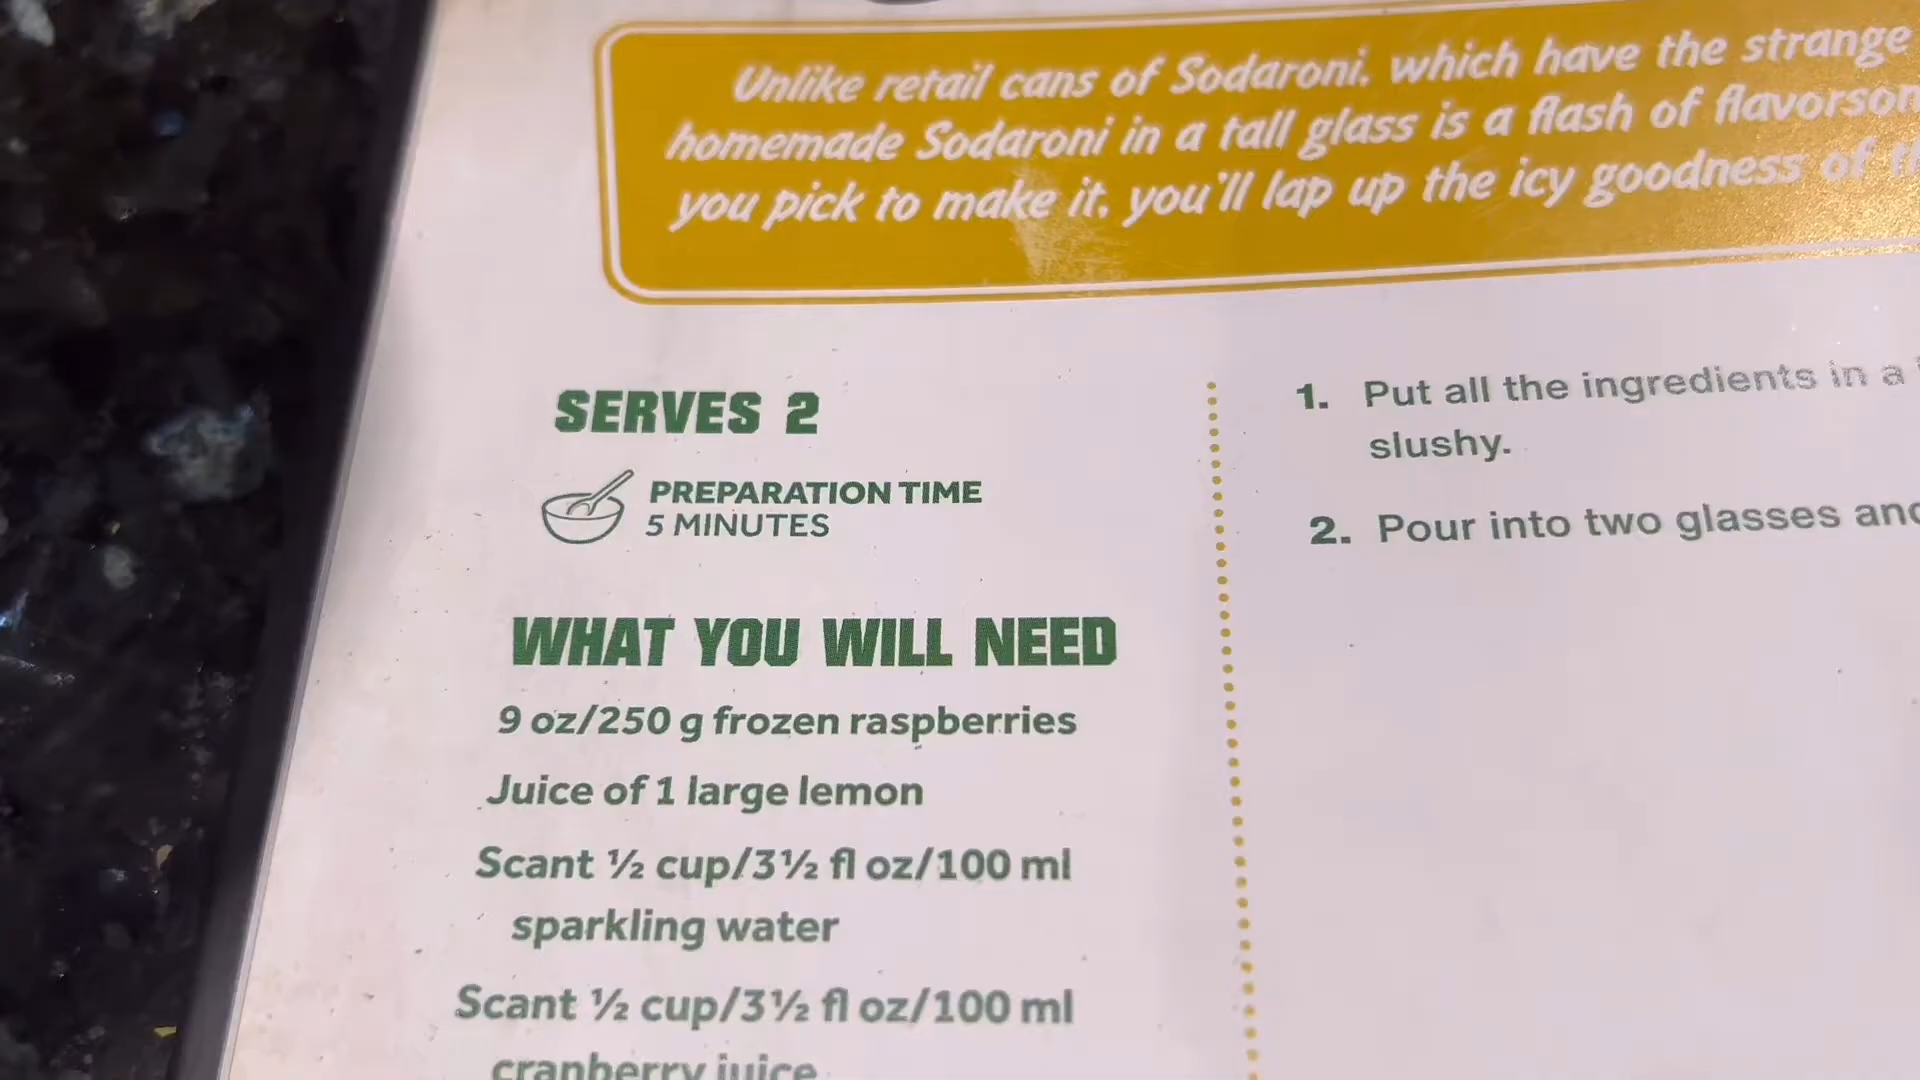 Unlike retail cans of Sodaroni, which have the strange
homemade Sodaroni in a tall glass is a flash of
you pick to make it, you'll lap up the icy goodness of
SERVES 2
PREPARATION TIME
5 MINUTES
WHAT YOU WILL NEED
9 oz/250 g frozen raspberries
Juice of 1 large lemon
Scant ½ cup/3½ fl oz/100 ml
sparkling water
Scant ½ cup/3½ fl oz/100 ml
cranberry juice
1. Put all the ingredients in a
slushy.
2. Pour into two glasses and